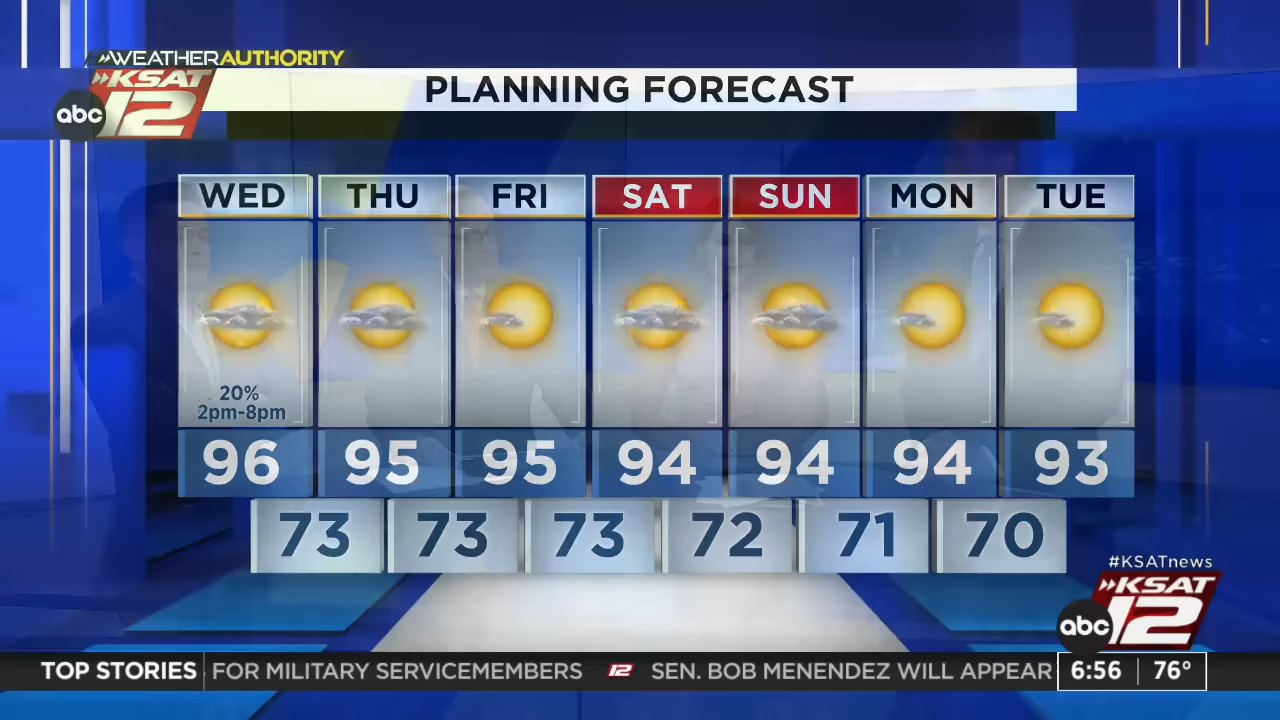 WEATHERAUTHORITY
KSAT
abc 12
PLANNING FORECAST
WED THU FRI SAT SUN MON TUE
20%
2pm-8pm
96 95 95 94 94 94 93
73 73 73 72 71 70
#KSATnews
KSAT
abc 12
TOP STORIES FOR MILITARY SERVICEMEMBERS 12 SEN. BOB MENENDEZ WILL APPEAR 6:56 76°